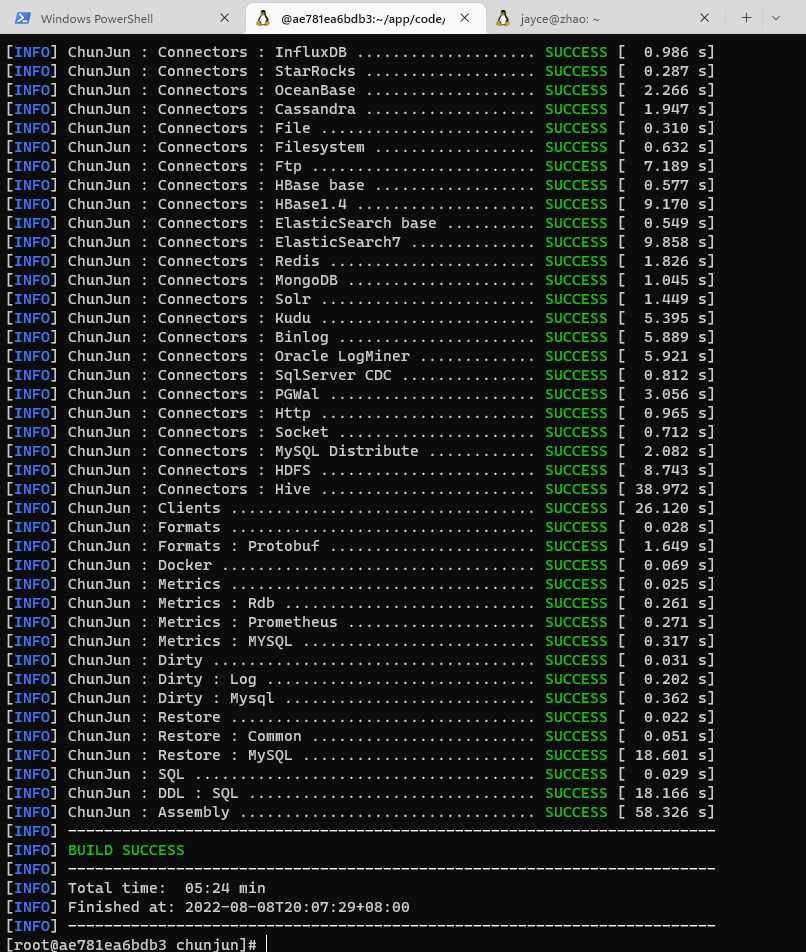 Windows PowerShell
@ae781ea6bdb3:~/app/code/
jayce@zhao: ~
[INFO] ChunJun : Connectors : InfluxDB .................... SUCCESS [  0.986 s]
[INFO] ChunJun : Connectors : StarRocks ................... SUCCESS [  0.287 s]
[INFO] ChunJun : Connectors : OceanBase ................... SUCCESS [  2.266 s]
[INFO] ChunJun : Connectors : Cassandra ................... SUCCESS [  1.947 s]
[INFO] ChunJun : Connectors : File ........................ SUCCESS [  0.310 s]
[INFO] ChunJun : Connectors : Filesystem .................. SUCCESS [  0.632 s]
[INFO] ChunJun : Connectors : Ftp ......................... SUCCESS [  7.189 s]
[INFO] ChunJun : Connectors : HBase base .................. SUCCESS [  0.577 s]
[INFO] ChunJun : Connectors : HBase1.4 .................... SUCCESS [  9.170 s]
[INFO] ChunJun : Connectors : ElasticSearch base .......... SUCCESS [  0.549 s]
[INFO] ChunJun : Connectors : ElasticSearch7 .............. SUCCESS [  9.858 s]
[INFO] ChunJun : Connectors : Redis ....................... SUCCESS [  1.826 s]
[INFO] ChunJun : Connectors : MongoDB ..................... SUCCESS [  1.045 s]
[INFO] ChunJun : Connectors : Solr ........................ SUCCESS [  1.449 s]
[INFO] ChunJun : Connectors : Kudu ........................ SUCCESS [  5.395 s]
[INFO] ChunJun : Connectors : Binlog ...................... SUCCESS [  5.889 s]
[INFO] ChunJun : Connectors : Oracle LogMiner ............. SUCCESS [  5.921 s]
[INFO] ChunJun : Connectors : SqlServer CDC ............... SUCCESS [  0.812 s]
[INFO] ChunJun : Connectors : PGWal ....................... SUCCESS [  3.056 s]
[INFO] ChunJun : Connectors : Http ........................ SUCCESS [  0.965 s]
[INFO] ChunJun : Connectors : Socket ...................... SUCCESS [  0.712 s]
[INFO] ChunJun : Connectors : MySQL Distribute ............ SUCCESS [  2.082 s]
[INFO] ChunJun : Connectors : HDFS ........................ SUCCESS [  8.743 s]
[INFO] ChunJun : Connectors : Hive ........................ SUCCESS [ 38.972 s]
[INFO] ChunJun : Clients .................................. SUCCESS [ 26.120 s]
[INFO] ChunJun : Formats .................................. SUCCESS [  0.028 s]
[INFO] ChunJun : Formats : Protobuf ....................... SUCCESS [  1.649 s]
[INFO] ChunJun : Docker ................................... SUCCESS [  0.069 s]
[INFO] ChunJun : Metrics .................................. SUCCESS [  0.025 s]
[INFO] ChunJun : Metrics : Rdb ............................ SUCCESS [  0.261 s]
[INFO] ChunJun : Metrics : Prometheus ..................... SUCCESS [  0.271 s]
[INFO] ChunJun : Metrics : MYSQL .......................... SUCCESS [  0.317 s]
[INFO] ChunJun : Dirty .................................... SUCCESS [  0.031 s]
[INFO] ChunJun : Dirty : Log .............................. SUCCESS [  0.202 s]
[INFO] ChunJun : Dirty : Mysql ............................ SUCCESS [  0.362 s]
[INFO] ChunJun : Restore .................................. SUCCESS [  0.022 s]
[INFO] ChunJun : Restore : Common ......................... SUCCESS [  0.051 s]
[INFO] ChunJun : Restore : MySQL .......................... SUCCESS [ 18.601 s]
[INFO] ChunJun : SQL ...................................... SUCCESS [  0.029 s]
[INFO] ChunJun : DDL : SQL ................................ SUCCESS [ 18.166 s]
[INFO] ChunJun : Assembly ................................. SUCCESS [ 58.326 s]
[INFO] ------------------------------------------------------------------------
[INFO] BUILD SUCCESS
[INFO] ------------------------------------------------------------------------
[INFO] Total time:  05:24 min
[INFO] Finished at: 2022-08-08T20:07:29+08:00
[INFO] ------------------------------------------------------------------------
[root@ae781ea6bdb3 chunjun]#